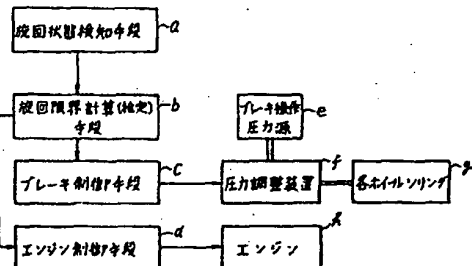 旋回状態検知手段
a
旋回限界計算(検定)
手段
b
ブレーキ操作
圧力源
e
ブレーキ制御手段
c
圧力調整装置
f
各ホイールシリンダ
g
エンジン制御手段
d
エンジン
h